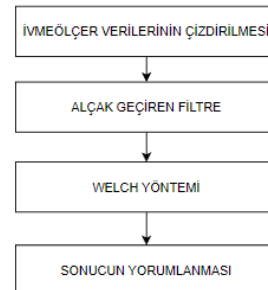 İVMEÖLÇER VERİLERİNİN ÇİZDİRİLMESİ
ALÇAK GEÇİREN FİLTRE
WELCH YÖNTEMİ
SONUCUN YORUMLANMASI